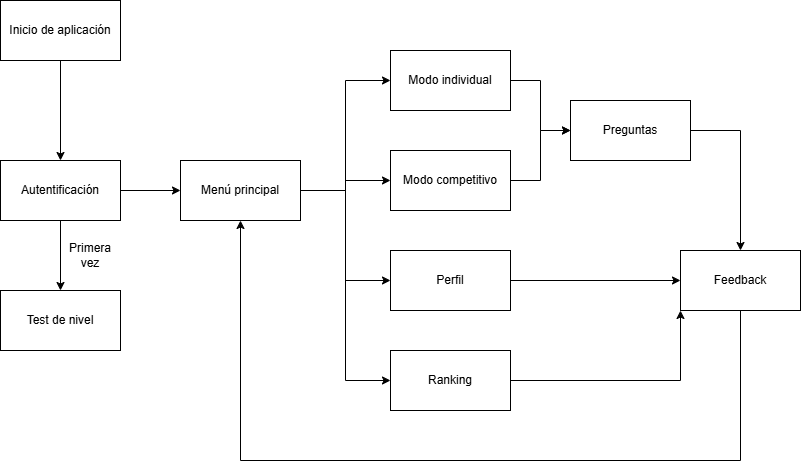 Inicio de aplicación
Modo individual
Preguntas
Autentificación
Menú principal
Modo competitivo
Primera
vez
Perfil
Feedback
Test de nivel
Ranking